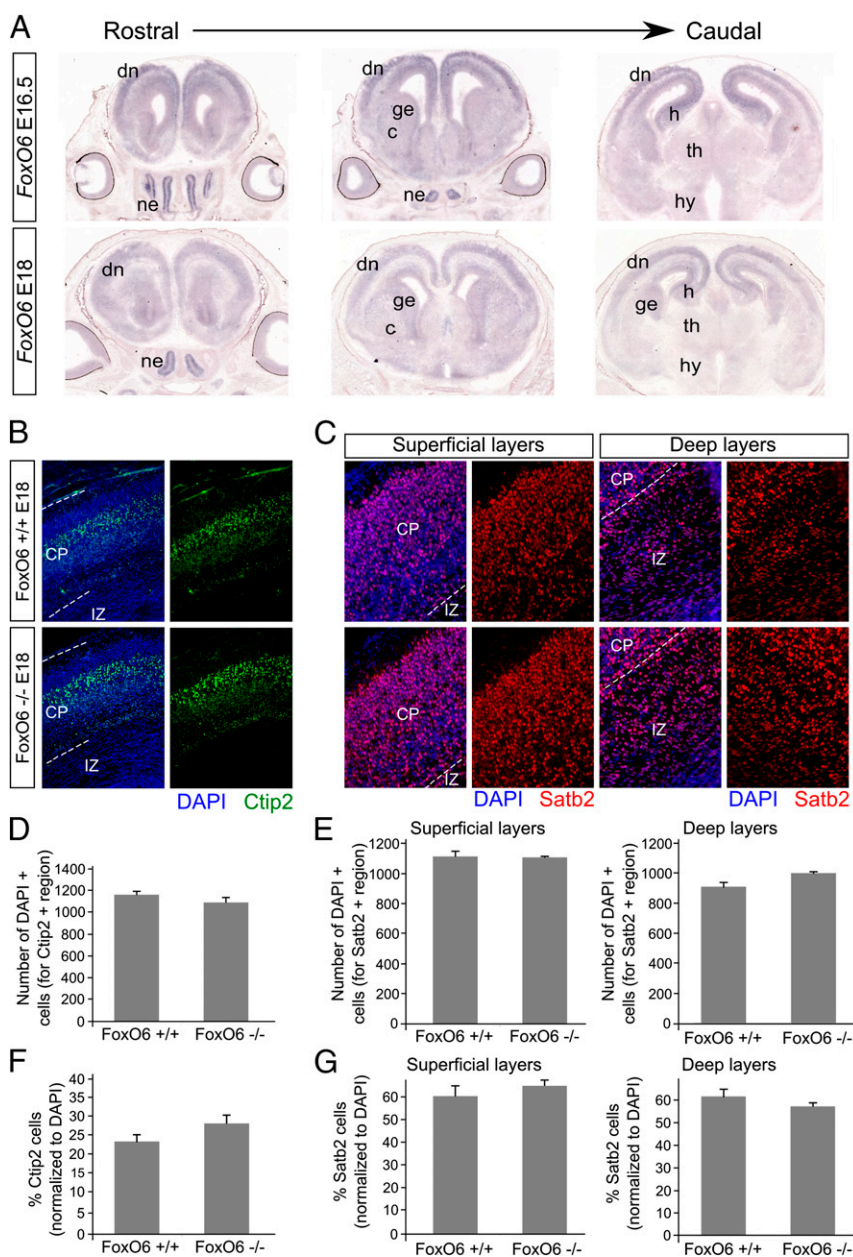 A
Rostral
Caudal
FoxO6 E16.5
dn
ne
dn
ge
c
ne
dn
h
th
hy
FoxO6 E18
dn
ne
dn
ge
c
dn
ge
h
th
hy
B
FoxO6 +/+ E18
CP
IZ
FoxO6 -/- E18
CP
IZ
DAPI Ctip2
C
Superficial layers
Deep layers
CP
IZ
CP
IZ
CP
IZ
CP
IZ
DAPI Satb2
DAPI Satb2
D
Number of DAPI +
cells (for Ctip2 + region)
1400
1200
1000
800
600
400
200
0
FoxO6 +/+ FoxO6 -/-
E
Superficial layers
Number of DAPI +
cells (for Satb2 + region)
1200
1000
800
600
400
200
0
FoxO6 +/+ FoxO6 -/-
Deep layers
Number of DAPI +
cells (for Satb2 + region)
1200
1000
800
600
400
200
0
FoxO6 +/+ FoxO6 -/-
F
% Ctip2 cells
(normalized to DAPI)
40
35
30
25
20
15
10
5
0
FoxO6 +/+ FoxO6 -/-
G
Superficial layers
% Satb2 cells
(normalized to DAPI)
60
50
40
30
20
10
0
FoxO6 +/+ FoxO6 -/-
Deep layers
% Satb2 cells
(normalized to DAPI)
60
50
40
30
20
10
0
FoxO6 +/+ FoxO6 -/-